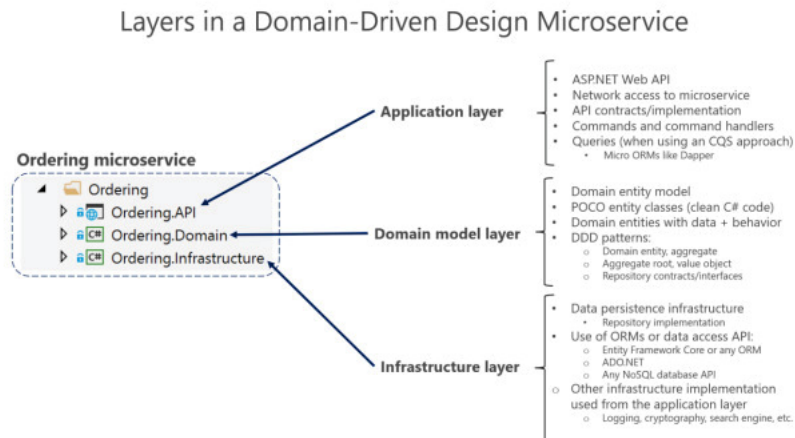 Layers in a Domain-Driven Design Microservice
Ordering microservice
Ordering
Ordering.API
C# Ordering.Domain
C# Ordering.Infrastructure
Application layer
• ASP.NET Web API
• Network access to microservice
• API contracts/implementation
• Commands and command handlers
• Queries (when using an CQS approach)
• Micro ORMs like Dapper
Domain model layer
• Domain entity model
• POCO entity classes (clean C# code)
• Domain entities with data + behavior
• DDD patterns:
○ Domain entity, aggregate
○ Aggregate root, value object
○ Repository contracts/interfaces
Infrastructure layer
• Data persistence infrastructure
• Repository implementation
• Use of ORMs or data access API:
○ Entity Framework Core or any ORM
○ ADO.NET
○ Any NoSQL database API
○ Other infrastructure implementation
used from the application layer
○ Logging, cryptography, search engine, etc.